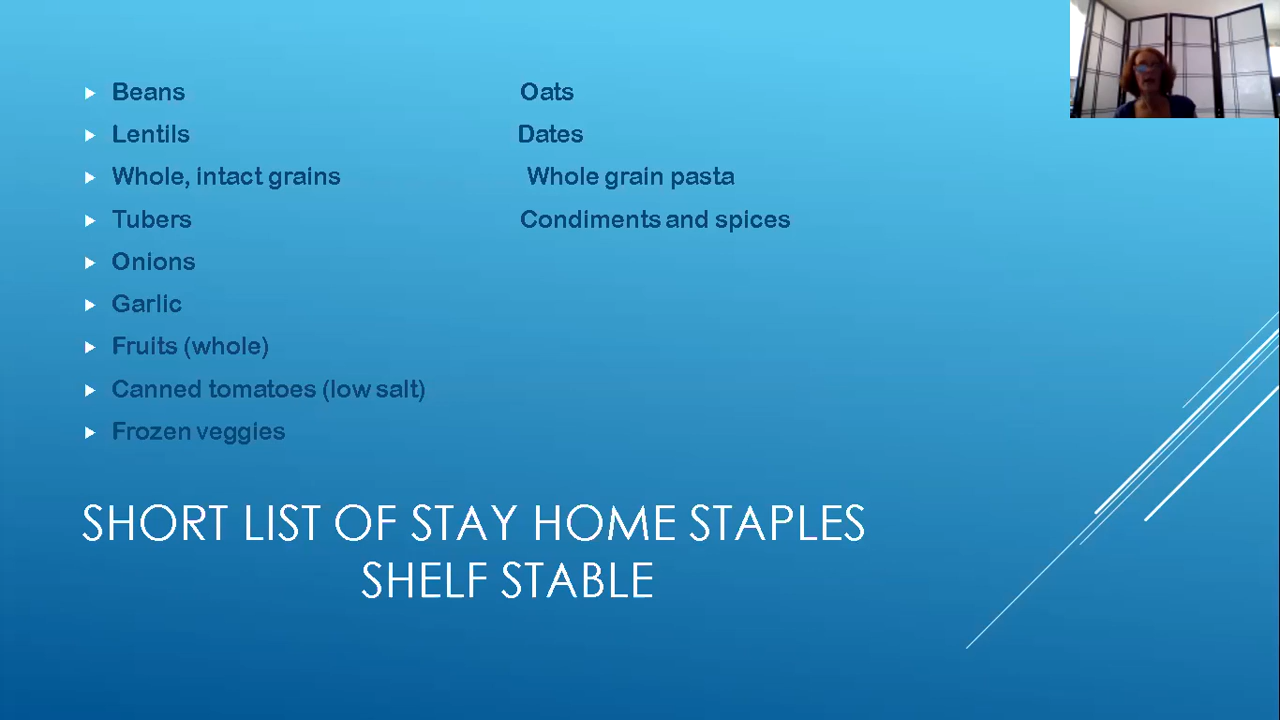 Beans Oats
Lentils Dates
Whole, intact grains Whole grain pasta
Tubers Condiments and spices
Onions
Garlic
Fruits (whole)
Canned tomatoes (low salt)
Frozen veggies
SHORT LIST OF STAY HOME STAPLES
SHELF STABLE